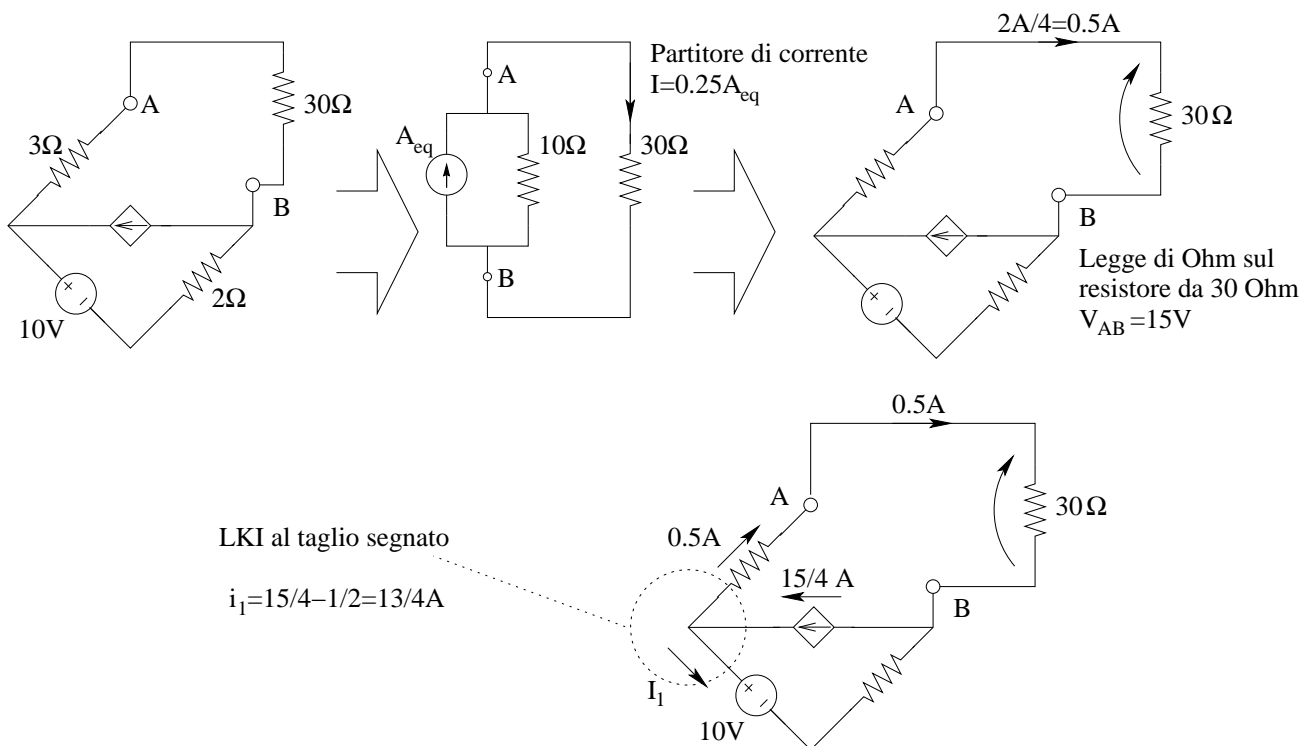 2A/4=0.5A
Partitore di corrente
I=0.25A_eq
A
30Ω
3Ω
B
2Ω
+
-
10V
A
A_eq
10Ω
30Ω
B
A
30Ω
B
+
-
Legge di Ohm sul
resistore da 30 Ohm
V_AB=15V
0.5A
A
30Ω
LKI al taglio segnato
0.5A
15/4 A
i_1=15/4−1/2=13/4A
B
I_1
+
-
10V